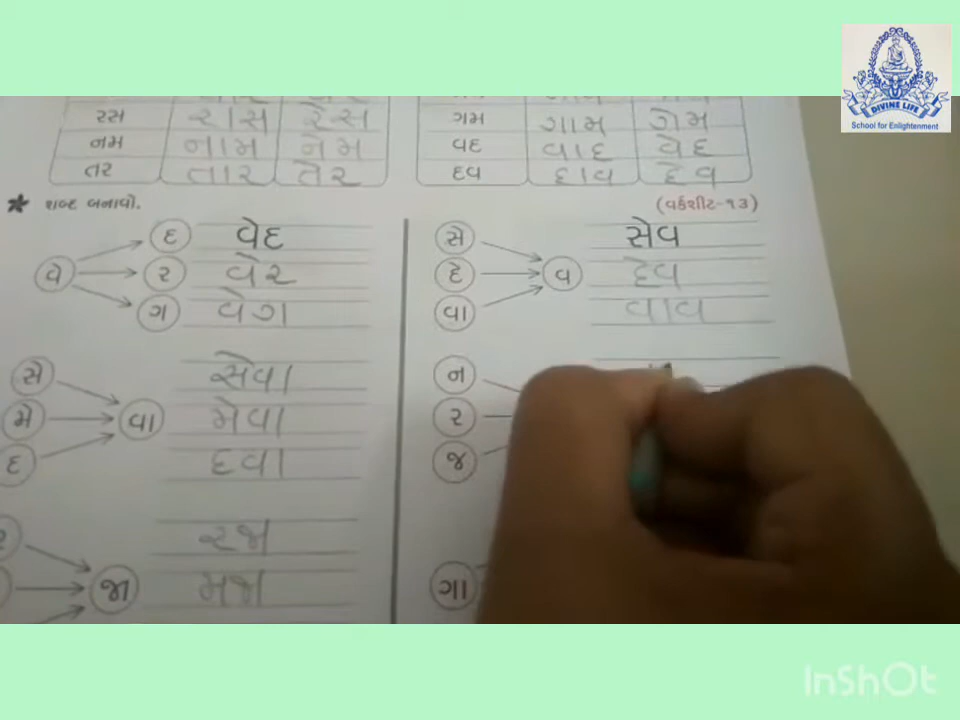 DIVINE LIFE
School for Enlightenment
રસ રાસ રેસ
નમ નામ નેમ
તર તાર તેર
ગમ ગામ ગેમ
વદ વાદ વેદ
દવ દાવ દેવ
★ શબ્દ બનાવો.
(વર્કશીટ-૧૩)
વે
દ વેદ
ર વેર
ગ વેગ
સે
દે
વા
વ
સેવ
દેવ
વાવ
સે
મે
દ
વા
સેવા
મેવા
દવા
ન
ર
જ
ર
જા
રજા
મજા
ગા
InShOt